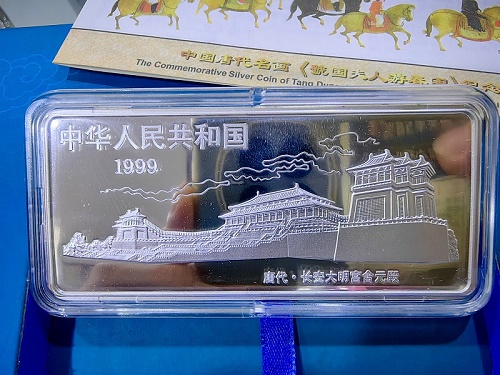 中国唐代名画《虢国夫人游春图》
The Commemorative Silver Coin of Tang
中华人民共和国
1999
唐代·长安大明宫含元殿